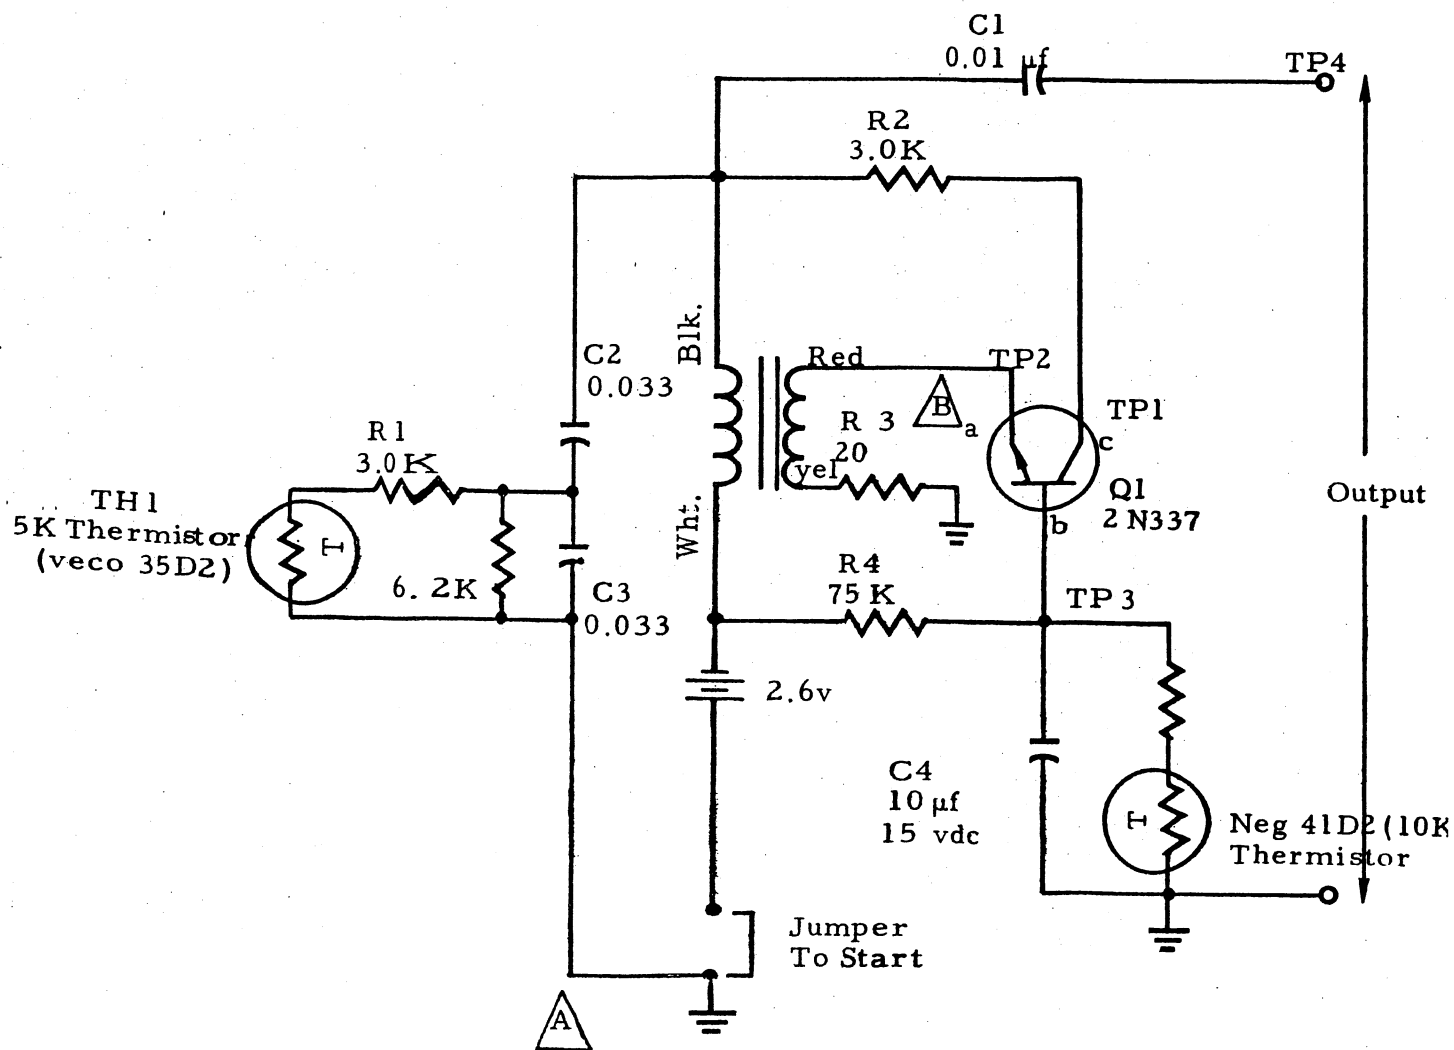 C1
0.01 µf
TP4
R2
3.0K
Blk.
C2
0.033
Red
TP2
B
a
R 3
20
yel
TP1
c
Q1
2N337
b
Output
R1
3.0K
TH1
5K Thermistor
(veco 35D2)
T
6.2K
C3
0.033
Wht.
R4
75 K
TP 3
2.6v
C4
10 µf
15 vdc
T
Neg 41D2(10K
Thermistor
Jumper
To Start
A